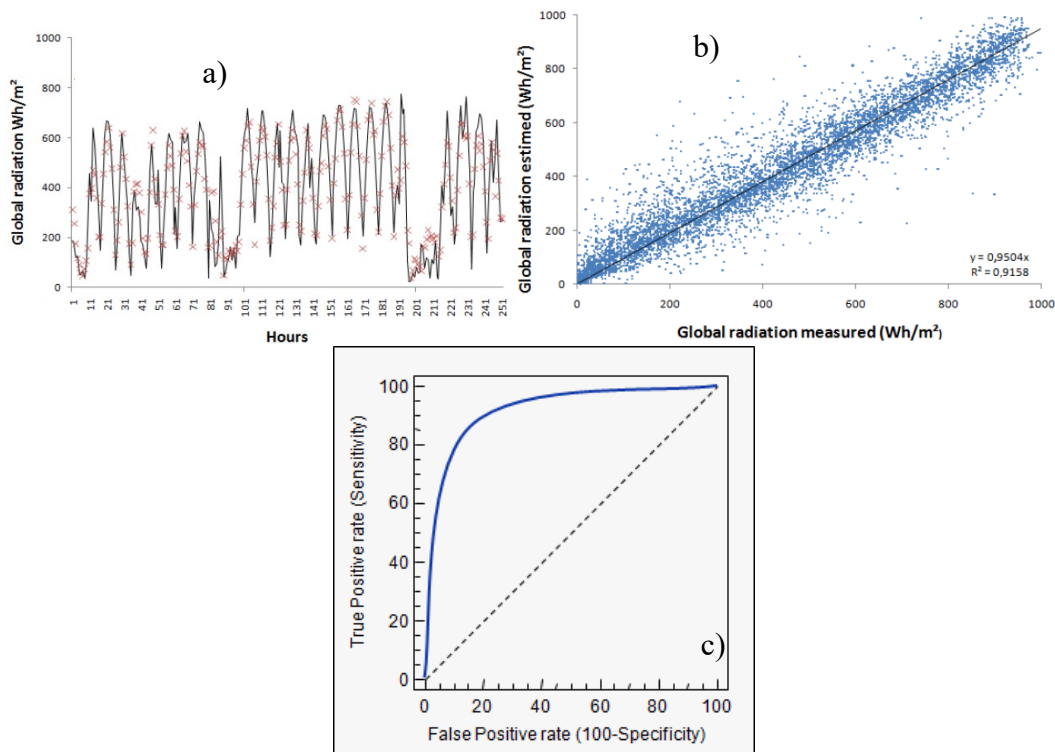 a)
Global radiation Wh/m²
1000
800
600
400
200
0
1 11 21 31 41 51 61 71 81 91 101 111 121 131 141 151 161 171 181 191 201 211 221 231 241 251
Hours
b)
Global radiation estimed (Wh/m²)
1000
800
600
400
200
0
y = 0,9504x
R² = 0,9158
0 200 400 600 800 1000
Global radiation measured (Wh/m²)
c)
True Positive rate (Sensitivity)
100
80
60
40
20
0
0 20 40 60 80 100
False Positive rate (100-Specificity)